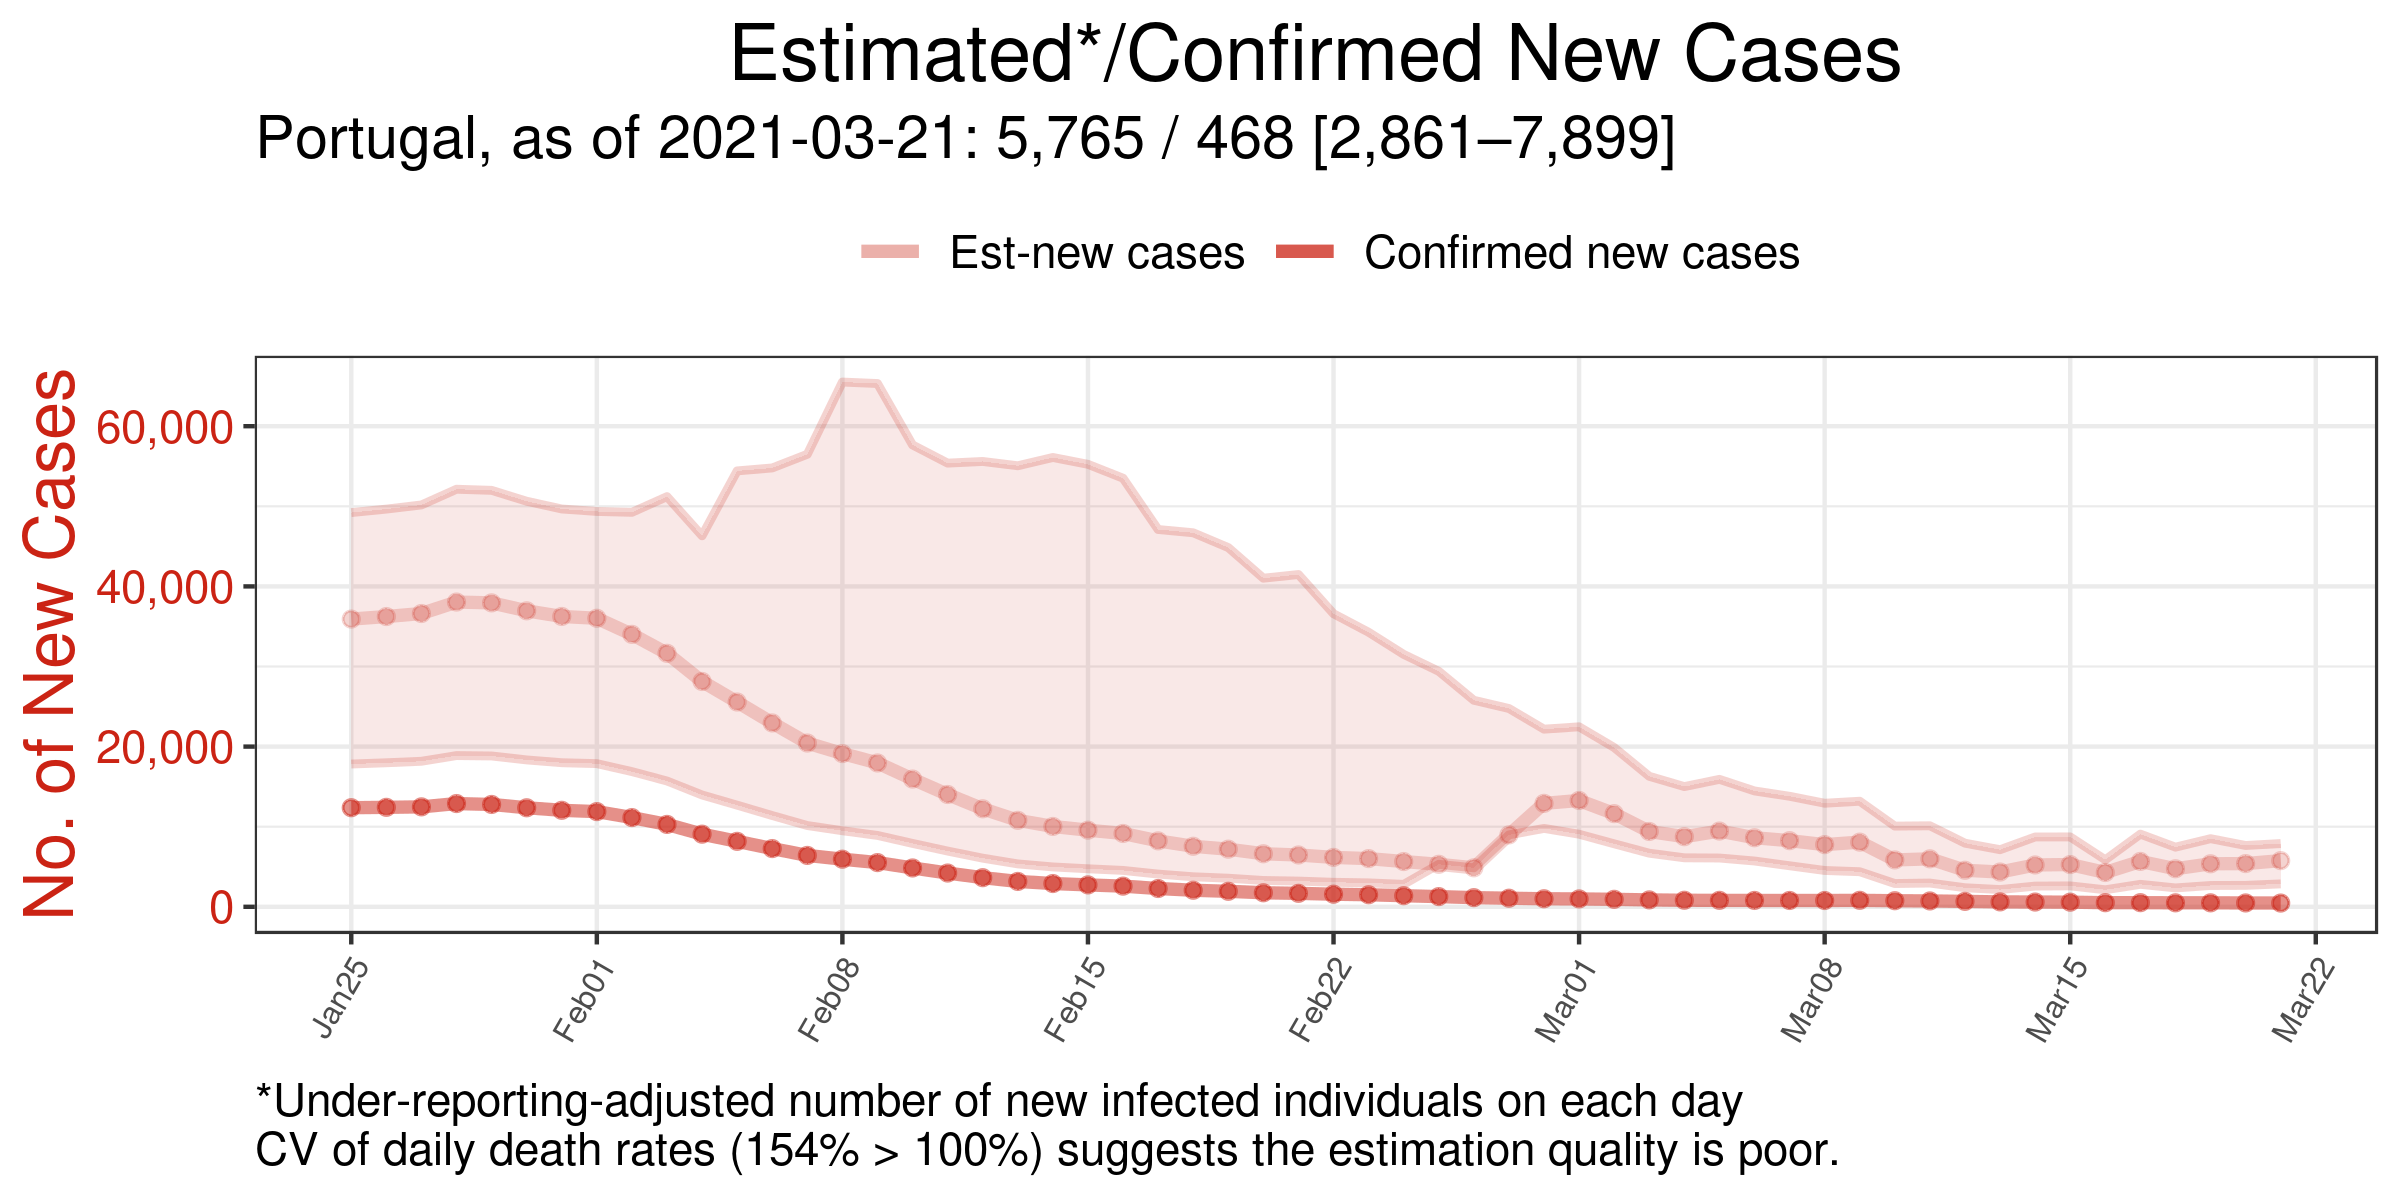 Estimated*/Confirmed New Cases
Portugal, as of 2021-03-21: 5,765 / 468 [2,861–7,899]
Est-new cases
Confirmed new cases
No. of New Cases
60,000
40,000
20,000
0
Jan25
Feb01
Feb08
Feb15
Feb22
Mar01
Mar08
Mar15
Mar22
*Under-reporting-adjusted number of new infected individuals on each day
CV of daily death rates (154% > 100%) suggests the estimation quality is poor.